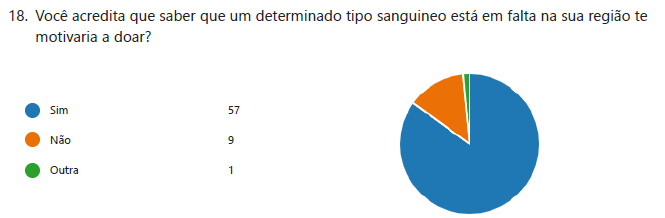 18. Você acredita que saber que um determinado tipo sanguineo está em falta na sua região te
motivaria a doar?
Sim 57
Não 9
Outra 1